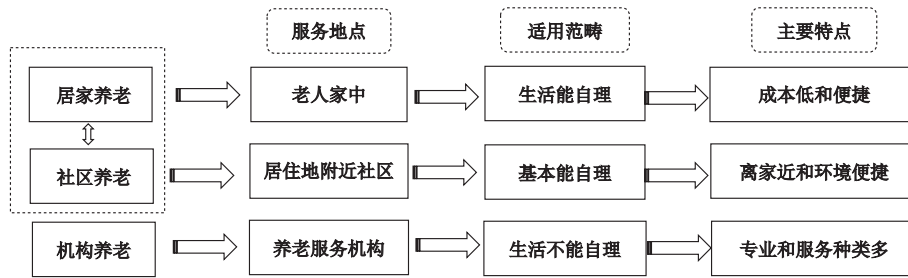 服务地点
适用范畴
主要特点
居家养老
老人家中
生活能自理
成本低和便捷
社区养老
居住地附近社区
基本能自理
离家近和环境便捷
机构养老
养老服务机构
生活不能自理
专业和服务种类多